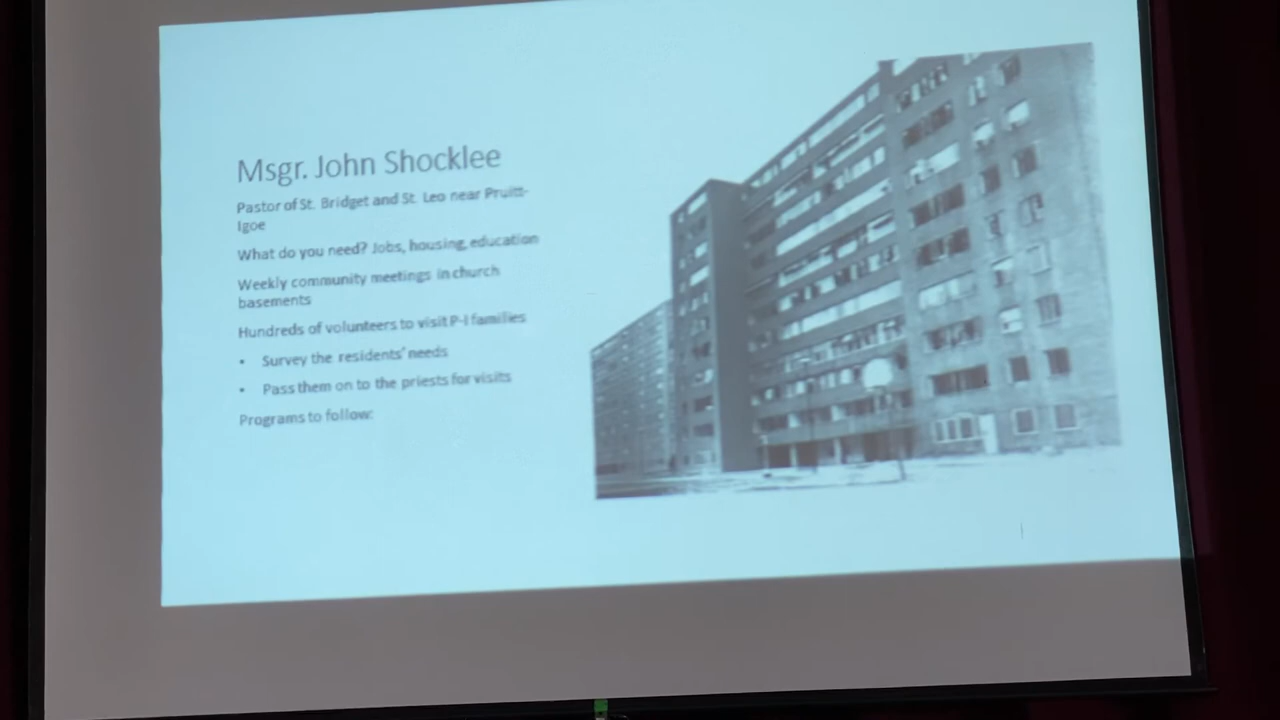 Msgr. John Shocklee
Pastor of St. Bridget and St. Leo near Pruitt-
Igoe
What do you need? Jobs, housing, education
Weekly community meetings in church
basements
Hundreds of volunteers to visit P-I families
• Survey the residents' needs
• Pass them on to the priests for visits
Programs to follow: